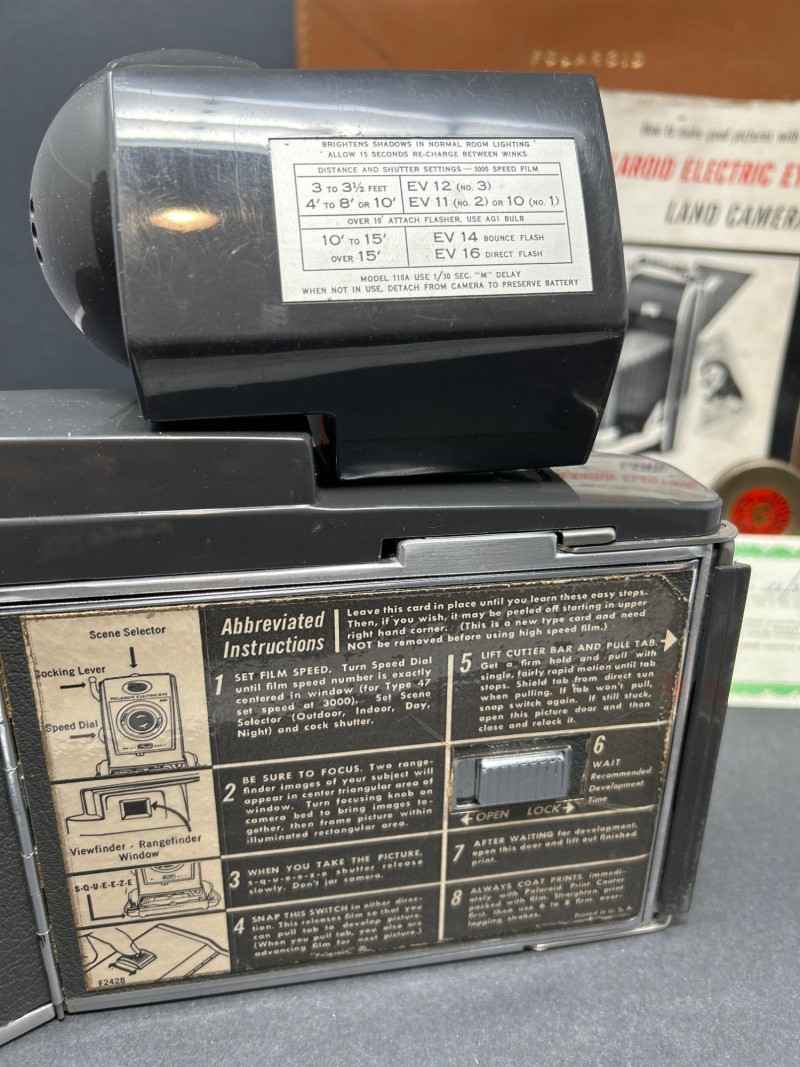 POLAROID
How to make good pictures with
AROID ELECTRIC EY
LAND CAMERA
BRIGHTENS SHADOWS IN NORMAL ROOM LIGHTING
ALLOW 15 SECONDS RE-CHARGE BETWEEN WINKS
DISTANCE AND SHUTTER SETTINGS—3000 SPEED FILM
3 TO 3½ FEET EV 12 (NO. 3)
4' TO 8' OR 10' EV 11 (NO. 2) OR 10 (NO. 1)
OVER 10' ATTACH FLASHER, USE AG1 BULB
10' TO 15' EV 14 BOUNCE FLASH
OVER 15' EV 16 DIRECT FLASH
MODEL 110A USE 1/30 SEC. "M" DELAY
WHEN NOT IN USE, DETACH FROM CAMERA TO PRESERVE BATTERY
Abbreviated
Instructions
Leave this card in place until you learn these easy steps.
Then, if you wish, it may be peeled off starting in upper
right hand corner. (This is a new type card and need
NOT be removed before using high speed film.)
Scene Selector
Cocking Lever
POLAROID ELECTRIC EYE
Speed Dial
1 SET FILM SPEED. Turn Speed Dial
until film speed number is exactly
centered in window (for Type 47
set speed at 3000). Set Scene
Selector (Outdoor, Indoor, Day,
Night) and cock shutter.
Viewfinder - Rangefinder
Window
2 BE SURE TO FOCUS. Two range-
finder images of your subject will
appear in center triangular area of
window. Turn focusing knob on
camera bed to bring images to-
gether, then frame picture within
illuminated rectangular area.
S-Q-U-E-E-Z-E
3 WHEN YOU TAKE THE PICTURE,
s-q-u-e-e-z-e shutter release
slowly. Don't jar camera.
F2428
4 SNAP THIS SWITCH in either direc-
tion. This releases film so that you
can pull tab to develop picture.
(When you pull tab, you also are
advancing film for next picture.)
"Polaroid"
5 LIFT CUTTER BAR AND PULL TAB.
Get a firm hold and pull with
single, fairly rapid motion until tab
stops. Shield tab from direct sun
when pulling. If tab won't pull,
snap switch again. If still stuck,
open this picture door and then
close and relock it.
6
WAIT
Recommended
Development
Time
OPEN LOCK
7 AFTER WAITING for development,
open this door and lift out finished
print.
8 ALWAYS COAT PRINTS, immedi-
ately with Polaroid Print Coater
packed with film. Straighten print
first, then use 6 to 8 firm over-
lapping strokes.
Printed in U.S.A.